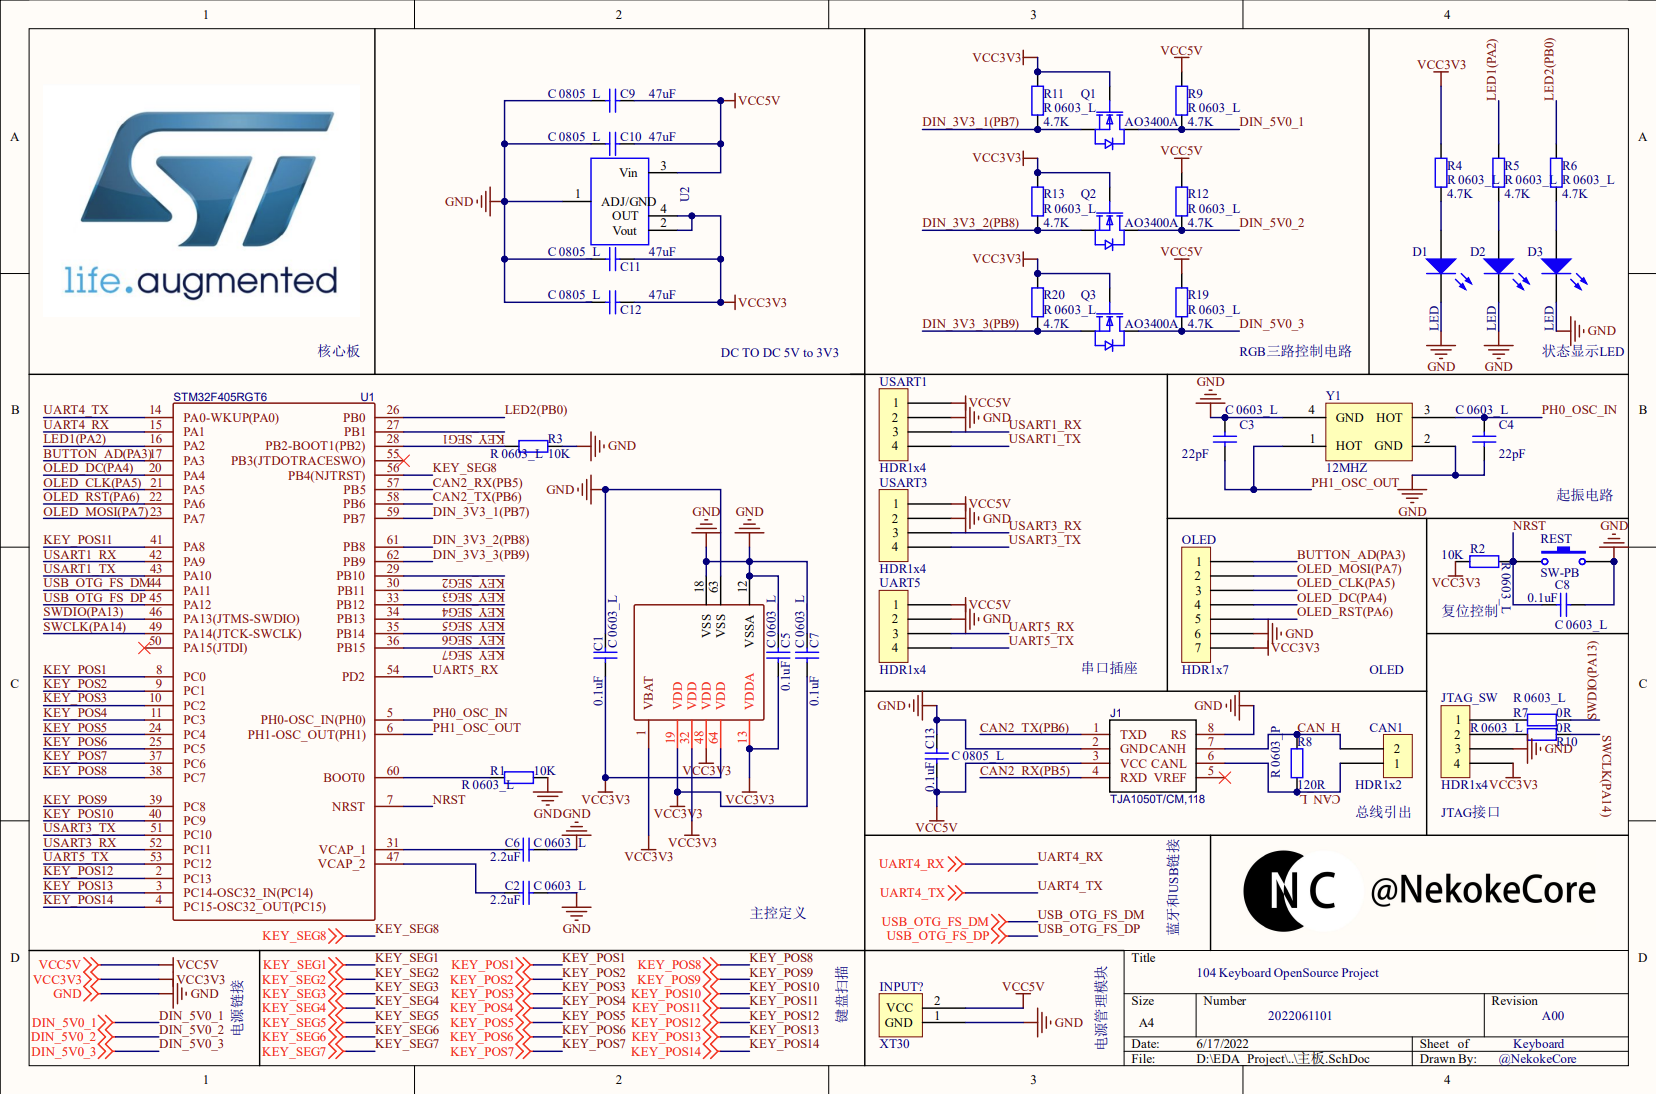 1 2 3 4
A
B
C
D
life.augmented
核心板
C 0805_L C9 47uF
VCC5V
C 0805_L C10 47uF
Vin 3
1 ADJ/GND
GND
OUT 4
Vout 2
U2
C 0805_L 47uF
C11
C 0805_L 47uF
C12
VCC3V3
DC TO DC 5V to 3V3
VCC3V3 VCC5V
R11 Q1 R9
R 0603_L R 0603_L
DIN_3V3_1(PB7) 4.7K AO3400A 4.7K DIN_5V0_1
VCC3V3 VCC5V
R13 Q2 R12
R 0603_L R 0603_L
DIN_3V3_2(PB8) 4.7K AO3400A 4.7K DIN_5V0_2
VCC3V3 VCC5V
R20 Q3 R19
R 0603_L R 0603_L
DIN_3V3_3(PB9) 4.7K AO3400A 4.7K DIN_5V0_3
RGB三路控制电路
VCC3V3 LED1(PA2) LED2(PB0)
R4 R5 R6
R 0603_L R 0603_L R 0603_L
4.7K 4.7K 4.7K
D1 D2 D3
LED LED LED
GND GND GND
状态显示LED
STM32F405RGT6 U1
UART4_TX 14 PA0-WKUP(PA0)
UART4_RX 15 PA1
LED1(PA2) 16 PA2
BUTTON_AD(PA3) 17 PA3
OLED_DC(PA4) 20 PA4
OLED_CLK(PA5) 21 PA5
OLED_RST(PA6) 22 PA6
OLED_MOSI(PA7) 23 PA7
KEY_POS11 41 PA8
USART1_RX 42 PA9
USART1_TX 43 PA10
USB_OTG_FS_DM 44 PA11
USB_OTG_FS_DP 45 PA12
SWDIO(PA13) 46 PA13(JTMS-SWDIO)
SWCLK(PA14) 49 PA14(JTCK-SWCLK)
50 PA15(JTDI)
KEY_POS1 8 PC0
KEY_POS2 9 PC1
KEY_POS3 10 PC2
KEY_POS4 11 PC3
KEY_POS5 24 PC4
KEY_POS6 25 PC5
KEY_POS7 37 PC6
KEY_POS8 38 PC7
KEY_POS9 39 PC8
KEY_POS10 40 PC9
USART3_TX 51 PC10
USART3_RX 52 PC11
UART5_TX 53 PC12
KEY_POS12 2 PC13
KEY_POS13 3 PC14-OSC32_IN(PC14)
KEY_POS14 4 PC15-OSC32_OUT(PC15)
PB0 26 LED2(PB0)
PB1 27
PB2-BOOT1(PB2) 28 KEY_SEG1
R3
R 0603_L 10K
GND
PB3(JTDOTRACESWO) 55
PB4(NJTRST) 56 KEY_SEG8
PB5 57 CAN2_RX(PB5)
PB6 58 CAN2_TX(PB6)
PB7 59 DIN_3V3_1(PB7)
PB8 61 DIN_3V3_2(PB8)
PB9 62 DIN_3V3_3(PB9)
PB10 29
PB11 30 KEY_SEG2
PB12 33 KEY_SEG3
PB13 34 KEY_SEG4
PB14 35 KEY_SEG5
PB15 36 KEY_SEG6
KEY_SEG7
PD2 54 UART5_RX
PH0-OSC_IN(PH0) 5 PH0_OSC_IN
PH1-OSC_OUT(PH1) 6 PH1_OSC_OUT
BOOT0 60 R1 10K
R 0603_L
GND
NRST 7 NRST
GND
VCAP_1 31 C6 C 0603_L
2.2uF
VCAP_2 47 C2 C 0603_L
2.2uF
GND
KEY_SEG8 KEY_SEG8
GND
GND GND
18 63 12
VSS VSS VSSA
VBAT VDD VDD VDD VDD VDDA
1 19 32 48 64 13
C1 C 0603_L 0.1uF
C 0603_L C5 0.1uF
C 0603_L C7 0.1uF
VCC3V3
VCC3V3 VCC3V3
VCC3V3
VCC3V3
VCC3V3
主控定义
USART1
1 VCC5V
2 GND
3 USART1_RX
4 USART1_TX
HDR1x4
USART3
1 VCC5V
2 GND
3 USART3_RX
4 USART3_TX
HDR1x4
UART5
1 VCC5V
2 GND
3 UART5_RX
4 UART5_TX
HDR1x4
串口插座
GND Y1
C 0603_L 4 GND HOT 3 C 0603_L PH0_OSC_IN
C3 C4
1 HOT GND 2
22pF 22pF
12MHZ
PH1_OSC_OUT
GND
起振电路
OLED
1 BUTTON_AD(PA3)
2 OLED_MOSI(PA7)
3 OLED_CLK(PA5)
4 OLED_DC(PA4)
5 OLED_RST(PA6)
6 GND
7 VCC3V3
HDR1x7
OLED
NRST GND
10K R2 REST
R 0603_L
VCC3V3 SW-PB
C8
0.1uF
C 0603_L
复位控制
JTAG_SW R 0603_L
1 R7 0R
2 R 0603_L R10
3 GND
4
HDR1x4 VCC3V3
SWDIO(PA13)
SWCLK(PA14)
JTAG接口
GND GND
C13 C 0805_L 0.1uF
VCC5V
J1
CAN2_TX(PB6) 1 TXD RS 8
2 GND CANH 7
3 VCC CANL 6
CAN2_RX(PB5) 4 RXD VREF 5
TJA1050T/CM,118
R 0603_P
CAN_H
R8
120R
CAN_L
CAN1
2
1
HDR1x2
总线引出
UART4_RX UART4_RX
UART4_TX UART4_TX
USB_OTG_FS_DM USB_OTG_FS_DM
USB_OTG_FS_DP USB_OTG_FS_DP
蓝牙和USB链接
NC @NekokeCore
VCC5V VCC5V
VCC3V3 VCC3V3
GND GND
DIN_5V0_1 DIN_5V0_1
DIN_5V0_2 DIN_5V0_2
DIN_5V0_3 DIN_5V0_3
电源链接
KEY_SEG1 KEY_SEG1 KEY_POS1 KEY_POS1 KEY_POS8 KEY_POS8
KEY_SEG2 KEY_SEG2 KEY_POS2 KEY_POS2 KEY_POS9 KEY_POS9
KEY_SEG3 KEY_SEG3 KEY_POS3 KEY_POS3 KEY_POS10 KEY_POS10
KEY_SEG4 KEY_SEG4 KEY_POS4 KEY_POS4 KEY_POS11 KEY_POS11
KEY_SEG5 KEY_SEG5 KEY_POS5 KEY_POS5 KEY_POS12 KEY_POS12
KEY_SEG6 KEY_SEG6 KEY_POS6 KEY_POS6 KEY_POS13 KEY_POS13
KEY_SEG7 KEY_SEG7 KEY_POS7 KEY_POS7 KEY_POS14 KEY_POS14
键盘扫描
INPUT? VCC5V
VCC 2
GND 1 GND
XT30
电源管理模块
Title
104 Keyboard OpenSource Project
Size Number Revision
A4 2022061101 A00
Date: 6/17/2022 Sheet of Keyboard
File: D:\EDA_Project\..\主板.SchDoc Drawn By: @NekokeCore
1 2 3 4
A
B
C
D